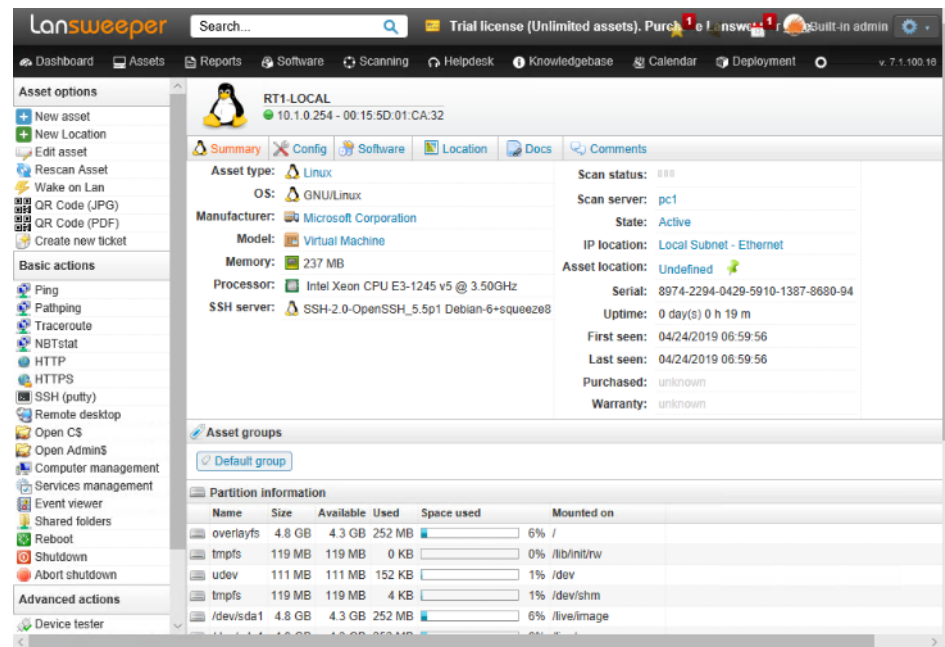 Lansweeper
Search...
Trial license (Unlimited assets).
Built-in admin
Dashboard Assets Reports Software Scanning Helpdesk Knowledgebase Calendar Deployment v. 7.1.100.16
Asset options
New asset
New Location
Edit asset
Rescan Asset
Wake on Lan
QR Code (JPG)
QR Code (PDF)
Create new ticket
Basic actions
Ping
Pathping
Traceroute
NBTstat
HTTP
HTTPS
SSH (putty)
Remote desktop
Open C$
Open Admin$
Computer management
Services management
Event viewer
Shared folders
Reboot
Shutdown
Abort shutdown
Advanced actions
Device tester
RT1-LOCAL
10.1.0.254 - 00:15:5D:01:CA:32
Summary Config Software Location Docs Comments
Asset type: Linux
OS: GNU/Linux
Manufacturer: Microsoft Corporation
Model: Virtual Machine
Memory: 237 MB
Processor: Intel Xeon CPU E3-1245 v5 @ 3.50GHz
SSH server: SSH-2.0-OpenSSH_5.5p1 Debian-6+squeeze8
Scan status:
Scan server: pc1
State: Active
IP location: Local Subnet - Ethernet
Asset location: Undefined
Serial: 8974-2294-0429-5910-1387-8680-94
Uptime: 0 day(s) 0 h 19 m
First seen: 04/24/2019 06:59:56
Last seen: 04/24/2019 06:59:56
Purchased: unknown
Warranty: unknown
Asset groups
Default group
Partition information
Name Size Available Used Space used Mounted on
overlayfs 4.8 GB 4.3 GB 252 MB 6% /
tmpfs 119 MB 119 MB 0 KB 0% /lib/init/rw
udev 111 MB 111 MB 152 KB 1% /dev
tmpfs 119 MB 119 MB 4 KB 1% /dev/shm
/dev/sda1 4.8 GB 4.3 GB 252 MB 6% /live/image